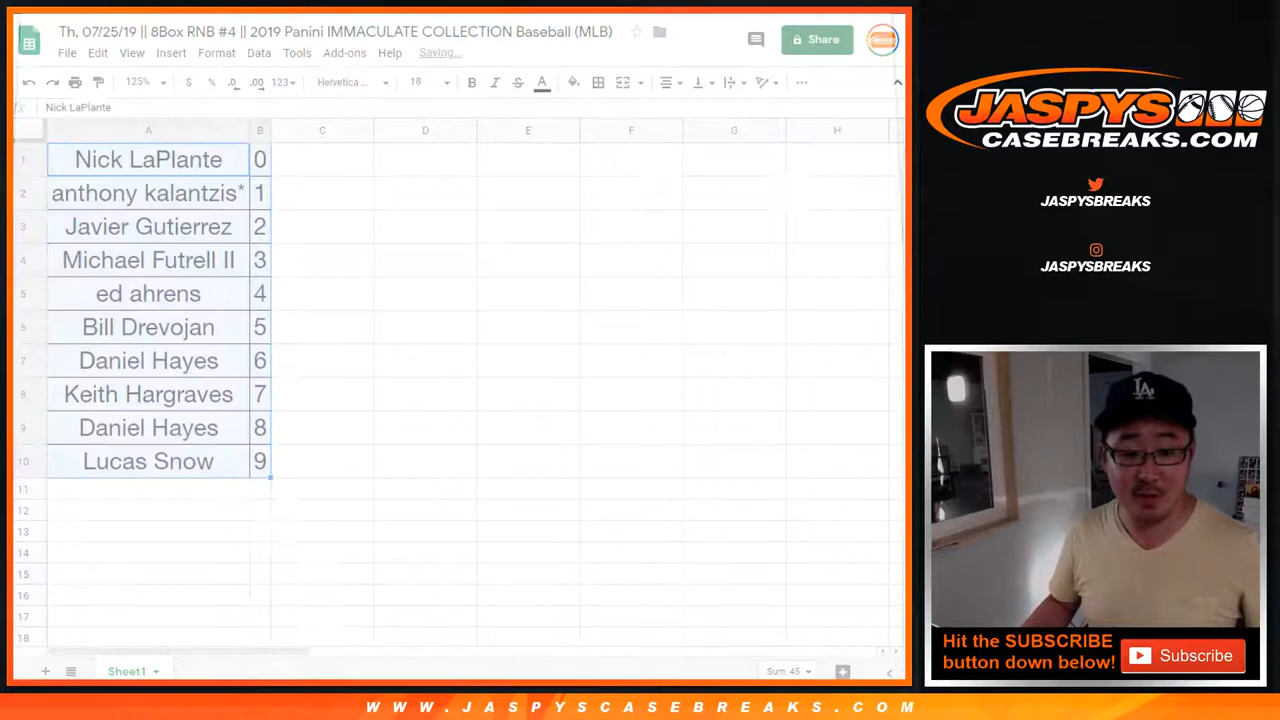 Th, 07/25/19 || 8Box RNB #4 || 2019 Panini IMMACULATE COLLECTION Baseball (MLB)
File Edit View Insert Format Data Tools Add-ons Help Saving...
Share
125% $ % .0 .00 123 Helvetica ... 18 B I S A ...
fx Nick LaPlante
A B C D E F G H
1 Nick LaPlante 0
2 anthony kalantzis* 1
3 Javier Gutierrez 2
4 Michael Futrell II 3
5 ed ahrens 4
6 Bill Drevojan 5
7 Daniel Hayes 6
8 Keith Hargraves 7
9 Daniel Hayes 8
10 Lucas Snow 9
11
12
13
14
15
16
17
18
+ Sheet1 Sum: 45
JASPYS
CASEBREAKS.COM
JASPYSBREAKS
JASPYSBREAKS
LA
Hit the SUBSCRIBE
button down below!
Subscribe
WWW.JASPYSCASEBREAKS.COM